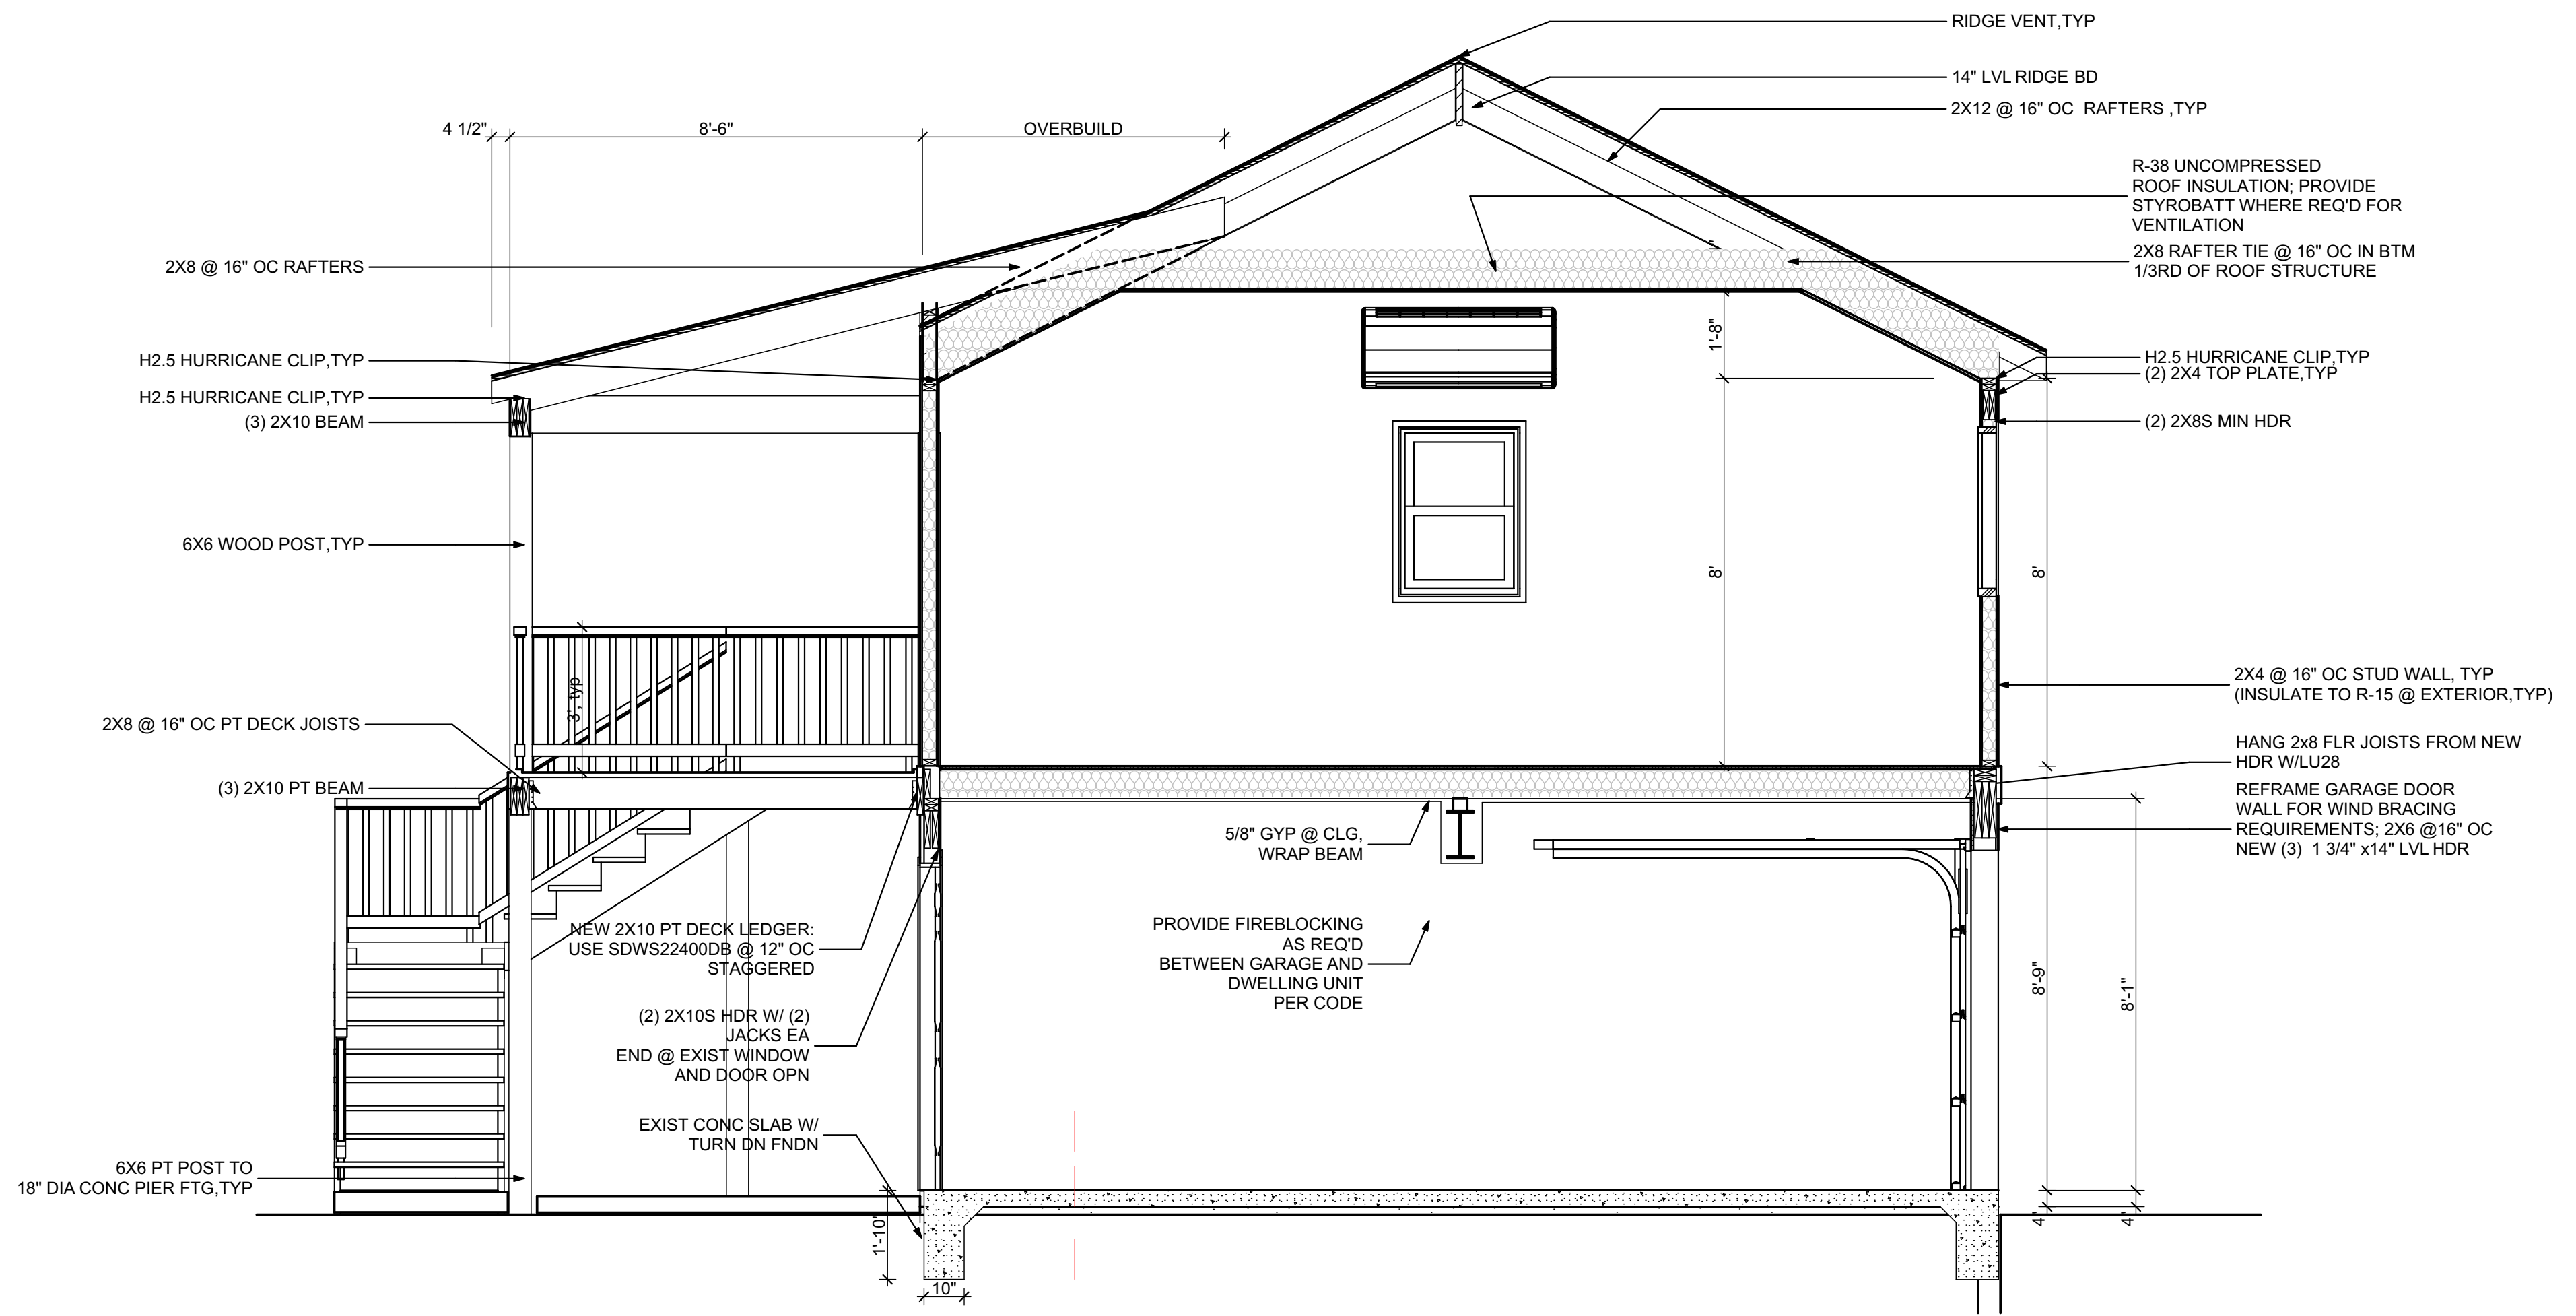 RIDGE VENT,TYP
14" LVL RIDGE BD
2X12 @ 16" OC RAFTERS ,TYP
4 1/2"
8'-6"
OVERBUILD
R-38 UNCOMPRESSED
ROOF INSULATION; PROVIDE
STYROBATT WHERE REQ'D FOR
VENTILATION
2X8 RAFTER TIE @ 16" OC IN BTM
1/3RD OF ROOF STRUCTURE
2X8 @ 16" OC RAFTERS
1'-8"
H2.5 HURRICANE CLIP,TYP
H2.5 HURRICANE CLIP,TYP
(3) 2X10 BEAM
H2.5 HURRICANE CLIP,TYP
(2) 2X4 TOP PLATE,TYP
(2) 2X8S MIN HDR
6X6 WOOD POST,TYP
8'
8'
3', typ
2X4 @ 16" OC STUD WALL, TYP
(INSULATE TO R-15 @ EXTERIOR,TYP)
2X8 @ 16" OC PT DECK JOISTS
(3) 2X10 PT BEAM
HANG 2x8 FLR JOISTS FROM NEW
HDR W/LU28
REFRAME GARAGE DOOR
WALL FOR WIND BRACING
REQUIREMENTS; 2X6 @16" OC
NEW (3) 1 3/4" x14" LVL HDR
5/8" GYP @ CLG,
WRAP BEAM
NEW 2X10 PT DECK LEDGER:
USE SDWS22400DB @ 12" OC
STAGGERED
PROVIDE FIREBLOCKING
AS REQ'D
BETWEEN GARAGE AND
DWELLING UNIT
PER CODE
8'-9"
8'-1"
(2) 2X10S HDR W/ (2)
JACKS EA
END @ EXIST WINDOW
AND DOOR OPN
EXIST CONC SLAB W/
TURN DN FNDN
6X6 PT POST TO
18" DIA CONC PIER FTG,TYP
1'-10"
10"
4"
4"